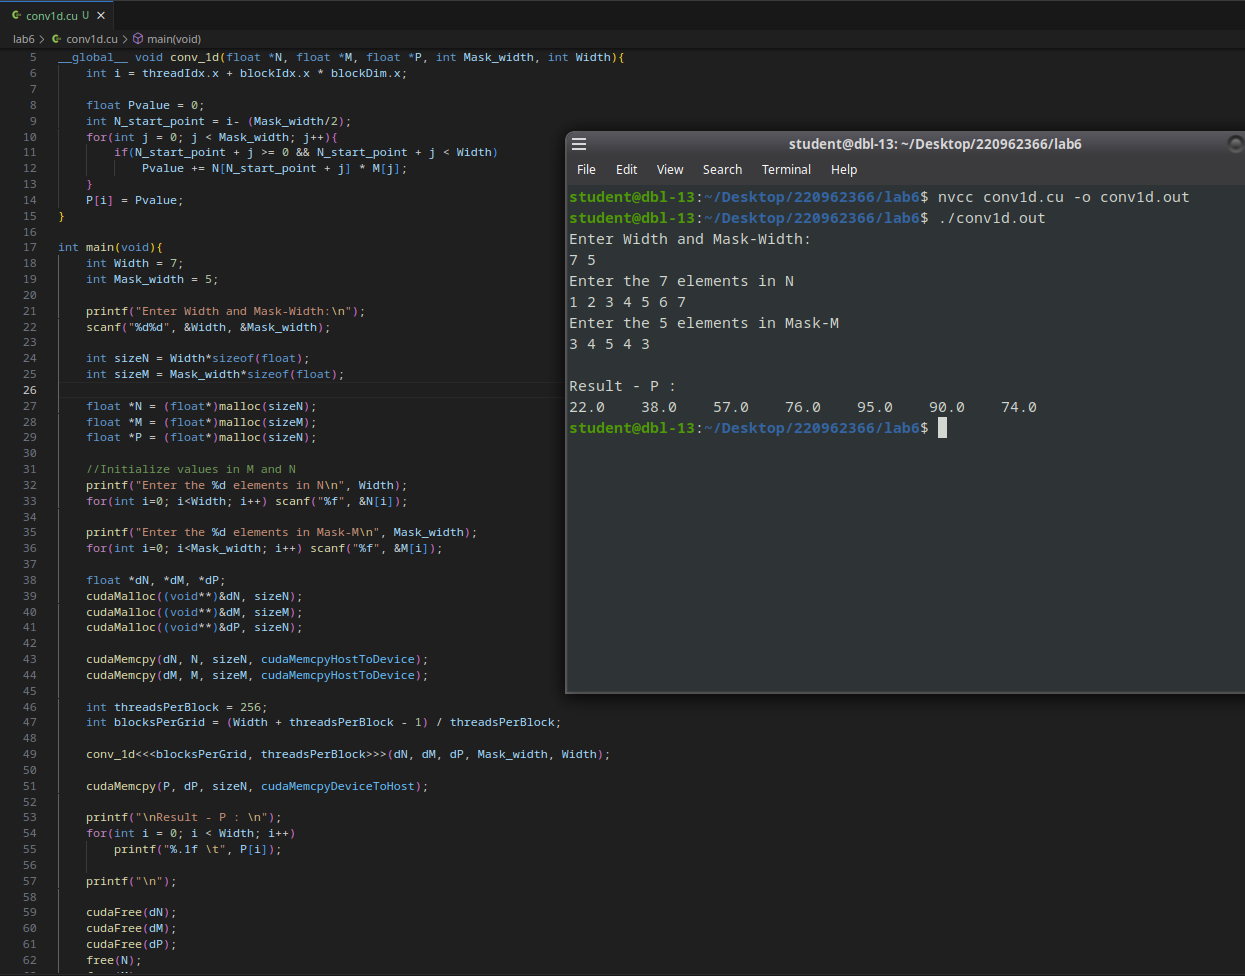 conv1d.cu U ×
lab6 > conv1d.cu > main(void)
5 __global__ void conv_1d(float *N, float *M, float *P, int Mask_width, int Width){
6 int i = threadIdx.x + blockIdx.x * blockDim.x;
7
8 float Pvalue = 0;
9 int N_start_point = i- (Mask_width/2);
10 for(int j = 0; j < Mask_width; j++){
11 if(N_start_point + j >= 0 && N_start_point + j < Width)
12 Pvalue += N[N_start_point + j] * M[j];
13 }
14 P[i] = Pvalue;
15 }
16
17 int main(void){
18 int Width = 7;
19 int Mask_width = 5;
20
21 printf("Enter Width and Mask-Width:\n");
22 scanf("%d%d", &Width, &Mask_width);
23
24 int sizeN = Width*sizeof(float);
25 int sizeM = Mask_width*sizeof(float);
26
27 float *N = (float*)malloc(sizeN);
28 float *M = (float*)malloc(sizeM);
29 float *P = (float*)malloc(sizeN);
30
31 //Initialize values in M and N
32 printf("Enter the %d elements in N\n", Width);
33 for(int i=0; i<Width; i++) scanf("%f", &N[i]);
34
35 printf("Enter the %d elements in Mask-M\n", Mask_width);
36 for(int i=0; i<Mask_width; i++) scanf("%f", &M[i]);
37
38 float *dN, *dM, *dP;
39 cudaMalloc((void**)&dN, sizeN);
40 cudaMalloc((void**)&dM, sizeM);
41 cudaMalloc((void**)&dP, sizeN);
42
43 cudaMemcpy(dN, N, sizeN, cudaMemcpyHostToDevice);
44 cudaMemcpy(dM, M, sizeM, cudaMemcpyHostToDevice);
45
46 int threadsPerBlock = 256;
47 int blocksPerGrid = (Width + threadsPerBlock - 1) / threadsPerBlock;
48
49 conv_1d<<<blocksPerGrid, threadsPerBlock>>>(dN, dM, dP, Mask_width, Width);
50
51 cudaMemcpy(P, dP, sizeN, cudaMemcpyDeviceToHost);
52
53 printf("\nResult - P : \n");
54 for(int i = 0; i < Width; i++)
55 printf("%.1f \t", P[i]);
56
57 printf("\n");
58
59 cudaFree(dN);
60 cudaFree(dM);
61 cudaFree(dP);
62 free(N);
student@dbl-13: ~/Desktop/220962366/lab6
File Edit View Search Terminal Help
student@dbl-13:~/Desktop/220962366/lab6$ nvcc conv1d.cu -o conv1d.out
student@dbl-13:~/Desktop/220962366/lab6$ ./conv1d.out
Enter Width and Mask-Width:
7 5
Enter the 7 elements in N
1 2 3 4 5 6 7
Enter the 5 elements in Mask-M
3 4 5 4 3
Result - P :
22.0 38.0 57.0 76.0 95.0 90.0 74.0
student@dbl-13:~/Desktop/220962366/lab6$